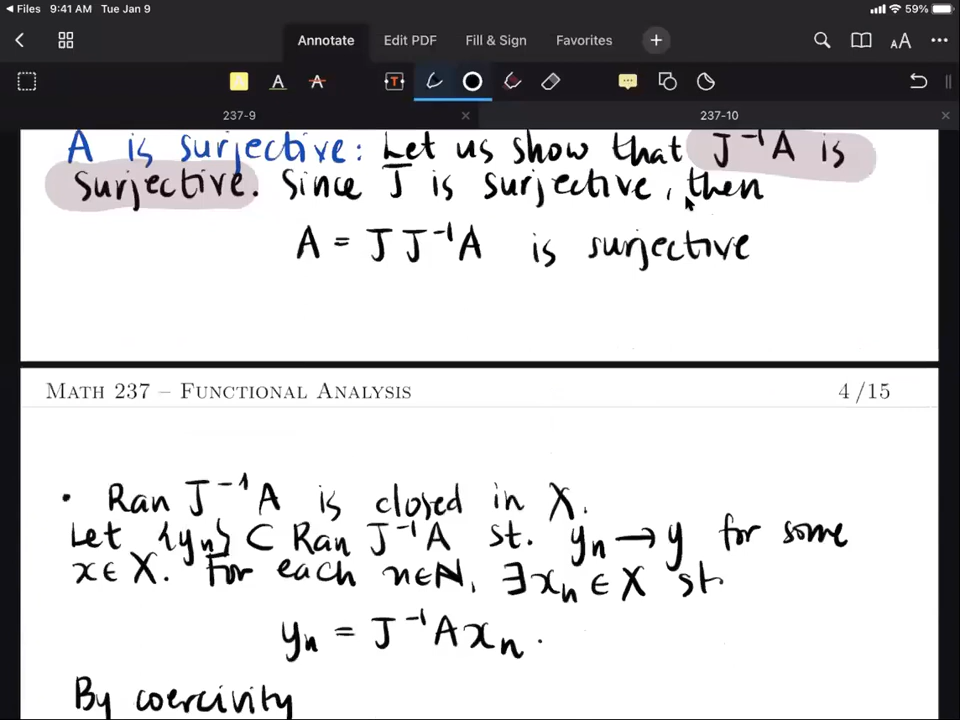 Files 9:41 AM Tue Jan 9 59%
Annotate Edit PDF Fill & Sign Favorites
237-9 237-10
A is surjective: Let us show that J⁻¹A is
surjective. Since J is surjective, then
A = J J⁻¹A is surjective
MATH 237 – FUNCTIONAL ANALYSIS 4/15
• Ran J⁻¹A is closed in X.
Let {yₙ} ⊂ Ran J⁻¹A st. yₙ → y for some
x ∈ X. For each n∈ℕ, ∃xₙ ∈ X st
yₙ = J⁻¹Axₙ.
By coercivity